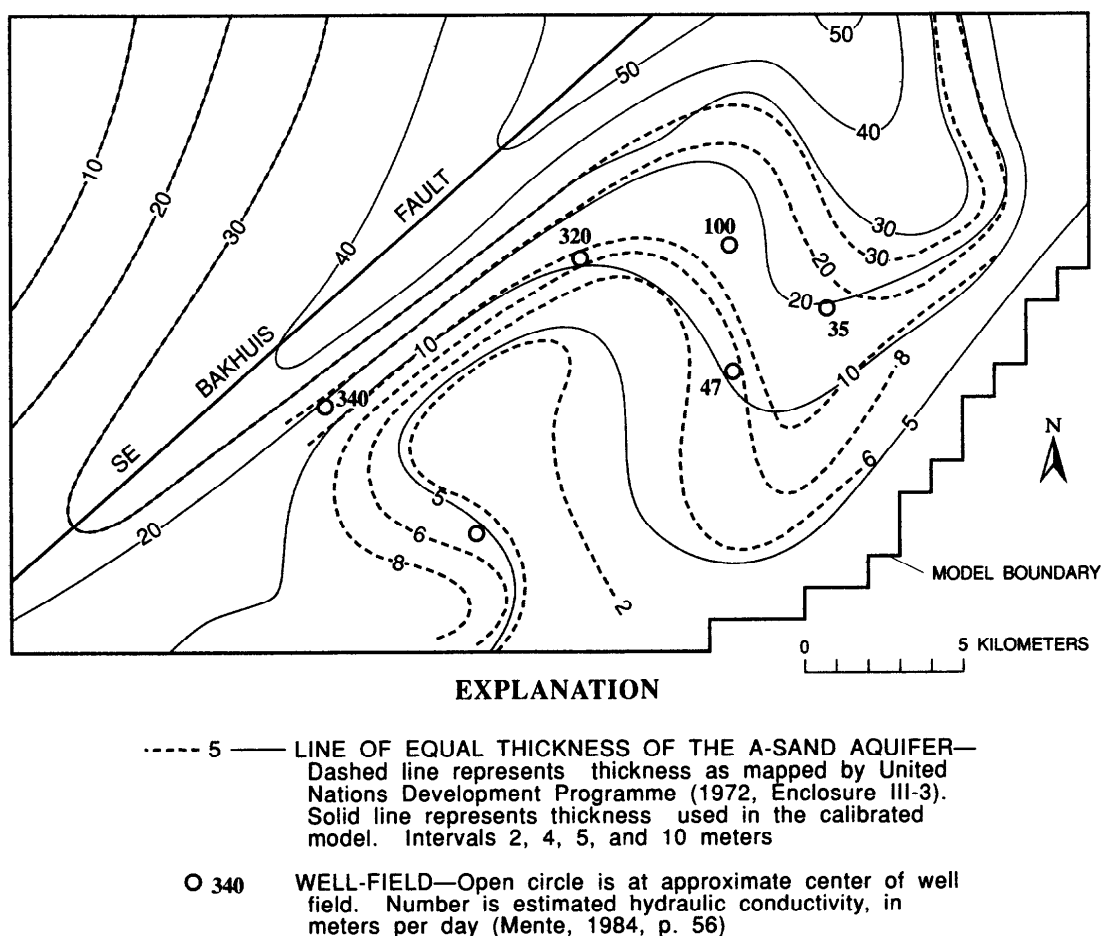 50
50
40
10
20
30
40
FAULT
30
30
320
100
20
20
35
BAKHUIS
10
340
47
10
8
5
6
SE
5
6
8
20
2
N
MODEL BOUNDARY
0 5 KILOMETERS
EXPLANATION
5 LINE OF EQUAL THICKNESS OF THE A-SAND AQUIFER—
Dashed line represents thickness as mapped by United
Nations Development Programme (1972, Enclosure III-3).
Solid line represents thickness used in the calibrated
model. Intervals 2, 4, 5, and 10 meters
340 WELL-FIELD—Open circle is at approximate center of well
field. Number is estimated hydraulic conductivity, in
meters per day (Mente, 1984, p. 56)